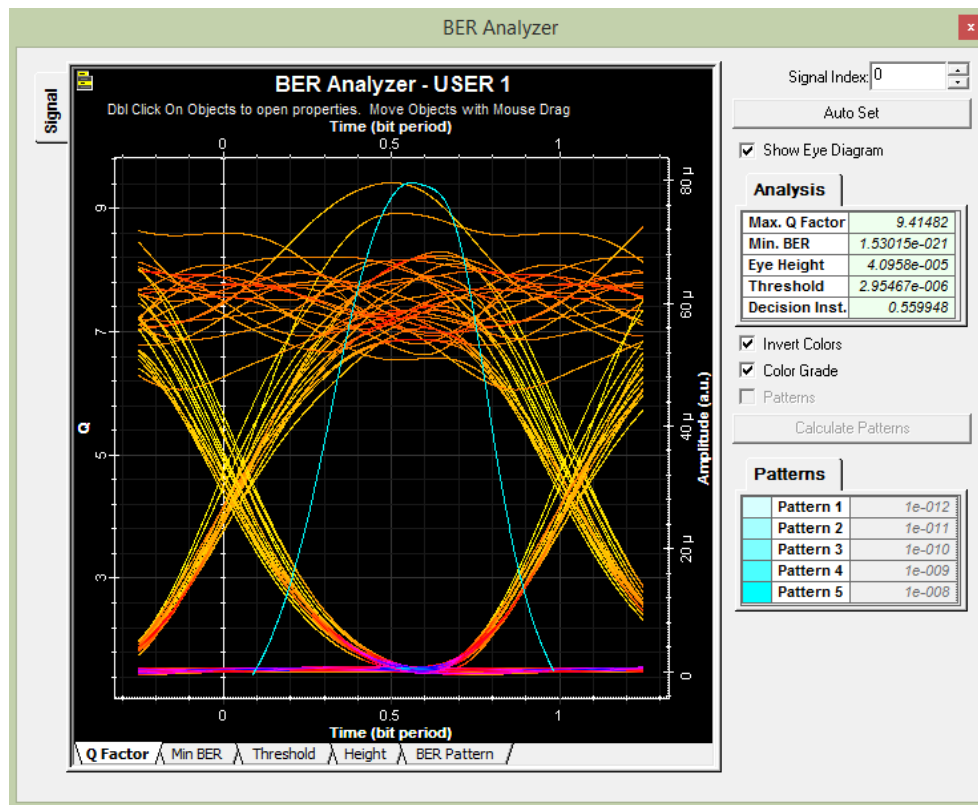 BER Analyzer
x
Signal
BER Analyzer - USER 1
Dbl Click On Objects to open properties. Move Objects with Mouse Drag
Time (bit period)
0 0.5 1
9
7
5
3
Q
80 µ
60 µ
40 µ
20 µ
0
Amplitude (a.u.)
0 0.5 1
Time (bit period)
Q Factor Min BER Threshold Height BER Pattern
Signal Index: 0
Auto Set
Show Eye Diagram
Analysis
Max. Q Factor 9.41482
Min. BER 1.53015e-021
Eye Height 4.0958e-005
Threshold 2.95467e-006
Decision Inst. 0.559948
Invert Colors
Color Grade
Patterns
Calculate Patterns
Patterns
Pattern 1 1e-012
Pattern 2 1e-011
Pattern 3 1e-010
Pattern 4 1e-009
Pattern 5 1e-008